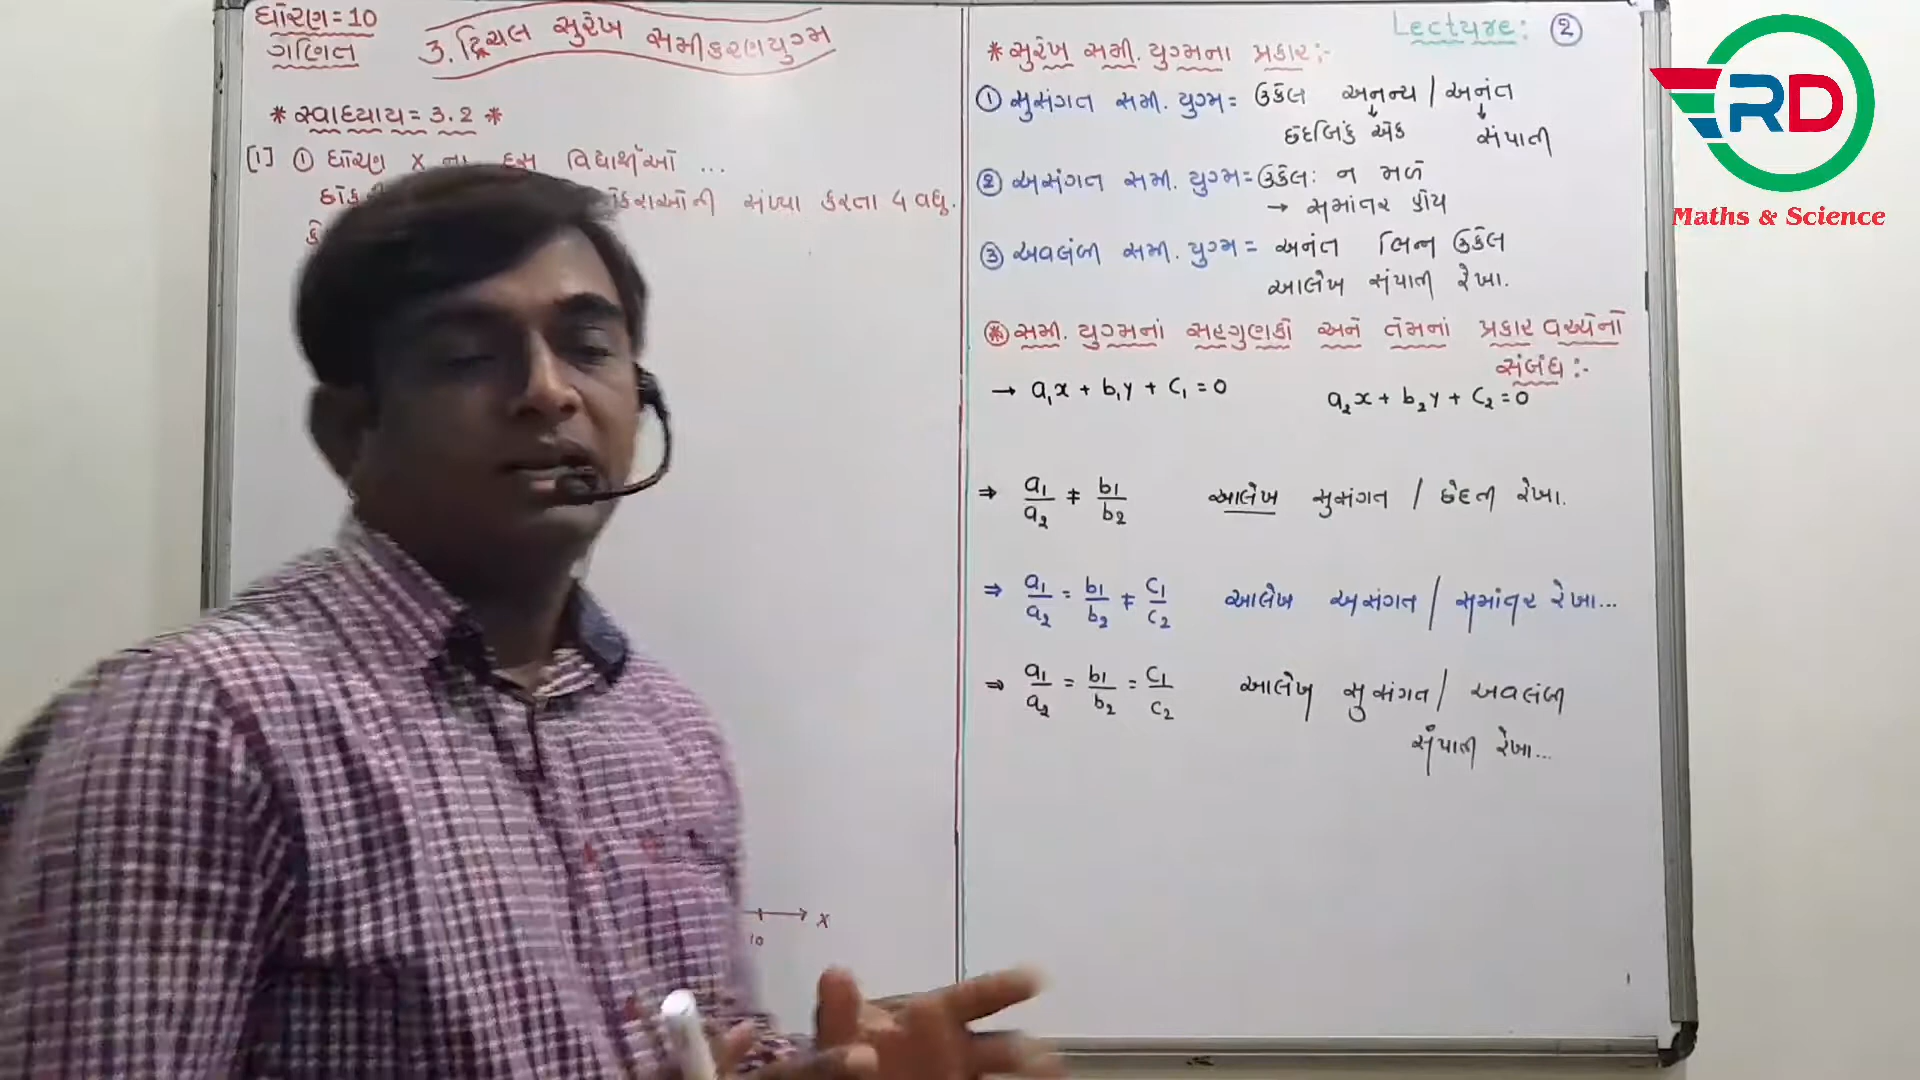 ધોરણ = 10
ગણિત
3. દ્વિચલ સુરેખ સમીકરણયુગ્મ
* સ્વાધ્યાય = 3.2 *
[1] ① ધોરણ X ના દસ વિદ્યાર્થીઓ ...
સંખ્યા કરતા 4 વધુ.
X
10
Lecture: ②
* સુરેખ સમી. યુગ્મના પ્રકાર :-
① સુસંગત સમી. યુગ્મ = ઉકેલ અનન્ય / અનંત
છેદબિંદુ એક સંપાતી
② અસંગત સમી. યુગ્મ = ઉકેલ: ન મળે
→ સમાંતર હોય
③ અવલંબી સમી. યુગ્મ = અનંત ભિન્ન ઉકેલ
આલેખ સંપાતી રેખા.
* સમી. યુગ્મનાં સહગુણકો અને તેમનાં પ્રકાર વચ્ચેનો
સંબંધ :-
→ a₁x + b₁y + c₁ = 0 a₂x + b₂y + c₂ = 0
⇒ a₁/a₂ ≠ b₁/b₂ આલેખ સુસંગત / છેદતી રેખા.
⇒ a₁/a₂ = b₁/b₂ ≠ c₁/c₂ આલેખ અસંગત / સમાંતર રેખા...
⇒ a₁/a₂ = b₁/b₂ = c₁/c₂ આલેખ સુસંગત / અવલંબી
સંપાતી રેખા...
RD
Maths & Science